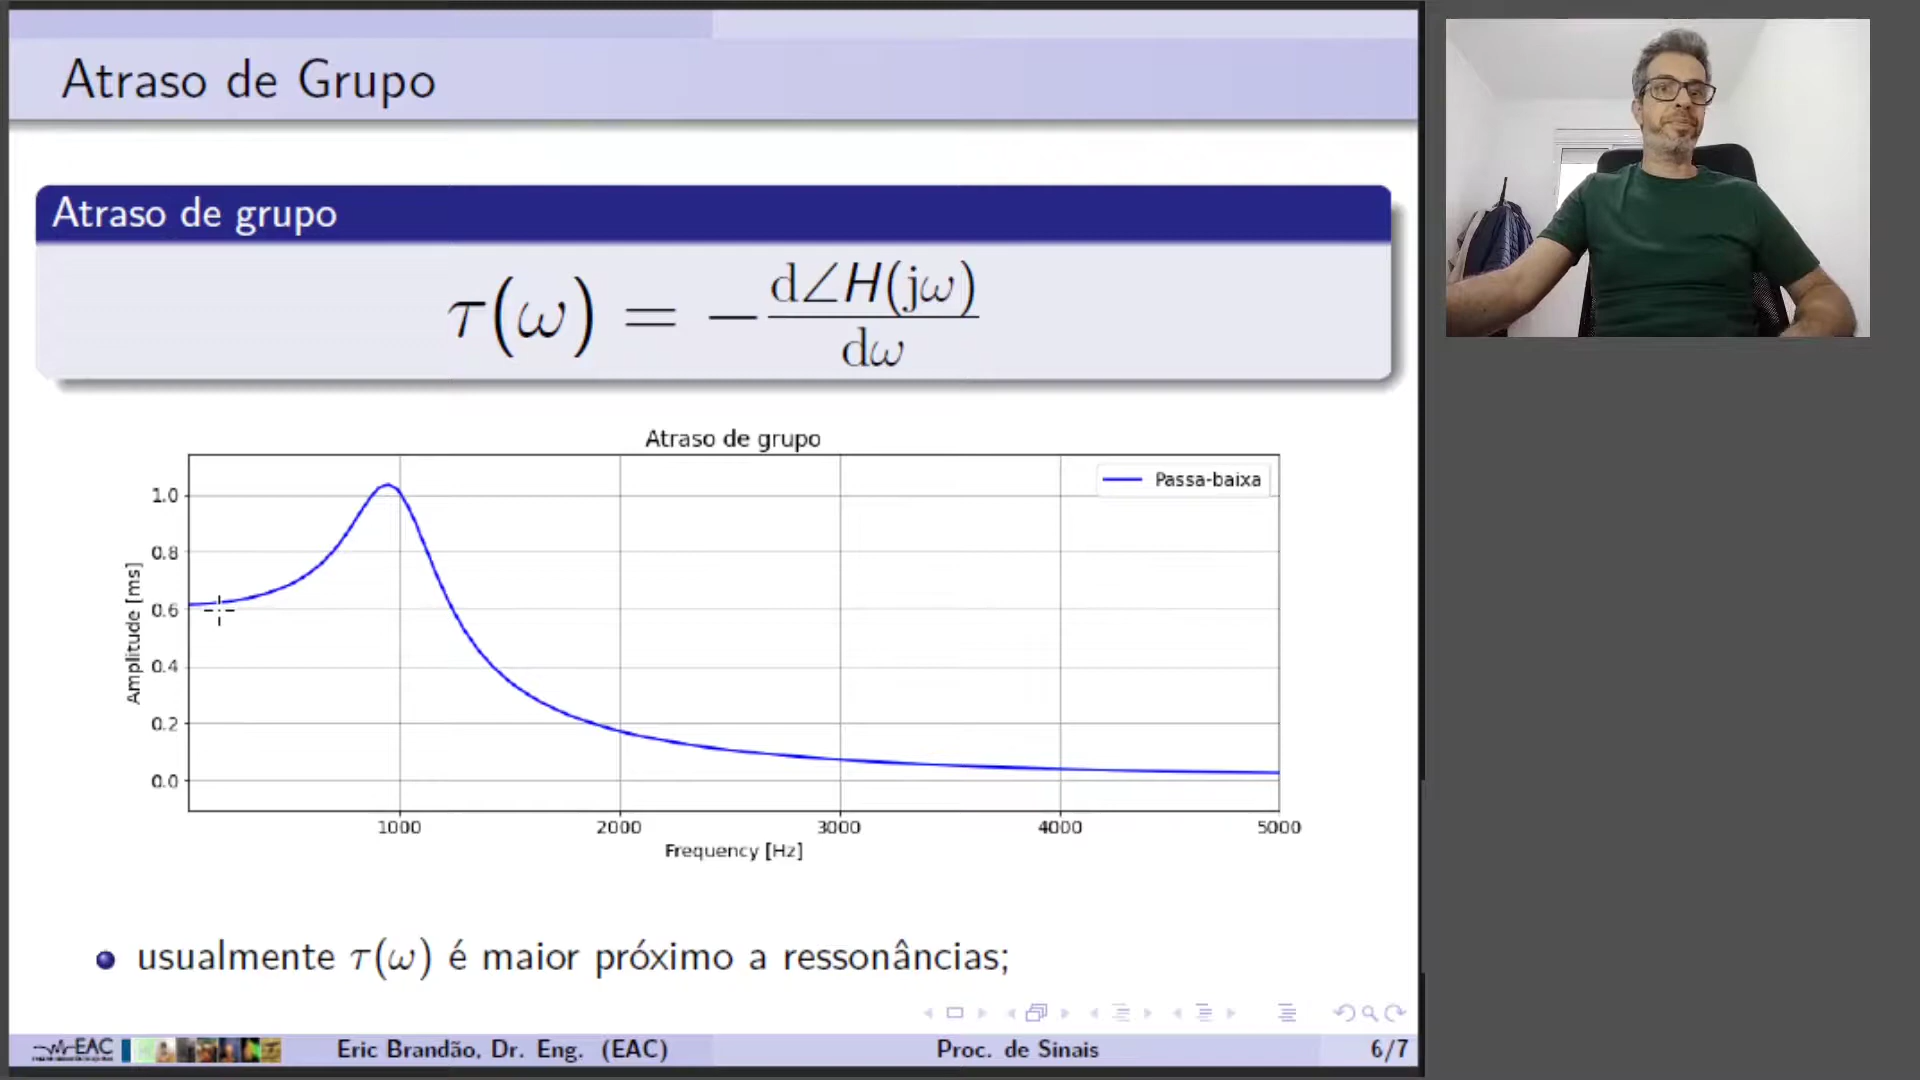 Atraso de Grupo
Atraso de grupo
τ(ω) = − d∠H(jω) / dω
Atraso de grupo
Passa-baixa
1.0
0.8
0.6
0.4
0.2
0.0
Amplitude [ms]
1000 2000 3000 4000 5000
Frequency [Hz]
usualmente τ(ω) é maior próximo a ressonâncias;
EAC Eric Brandão, Dr. Eng. (EAC) Proc. de Sinais 6/7